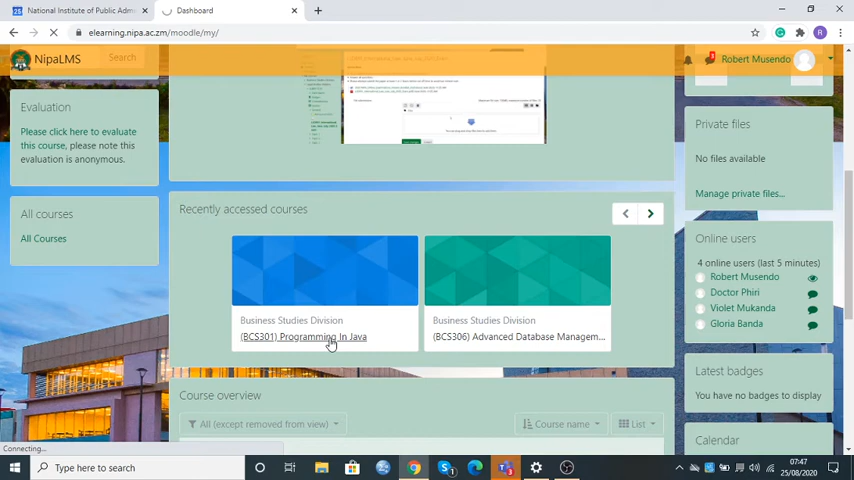 National Institute of Public Adm
Dashboard
elearning.nipa.ac.zm/moodle/my/
NipaLMS
Search
Robert Musendo
Evaluation
Please click here to evaluate
this course, please note this
evaluation is anonymous.
All courses
All Courses
Recently accessed courses
Business Studies Division
(BCS301) Programming In Java
Business Studies Division
(BCS306) Advanced Database Managem...
Course overview
All (except removed from view)
Course name
List
Private files
No files available
Manage private files...
Online users
4 online users (last 5 minutes)
Robert Musendo
Doctor Phiri
Violet Mukanda
Gloria Banda
Latest badges
You have no badges to display
Calendar
Connecting...
Type here to search
07:47
25/08/2020